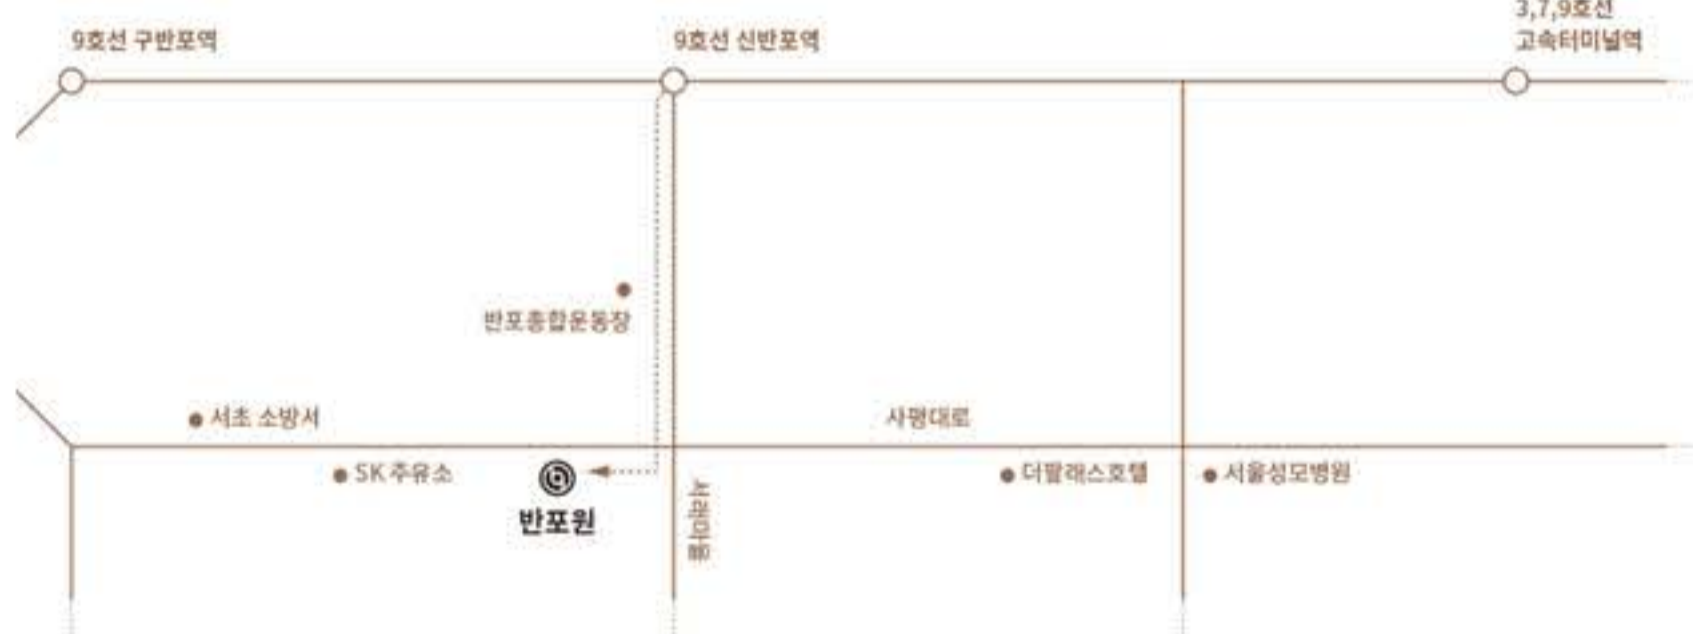 9호선 구반포역
9호선 신반포역
3,7,9호선
고속터미널역
반포종합운동장
서초 소방서
사평대로
SK 주유소
반포원
서래마을
더팔래스호텔
서울성모병원